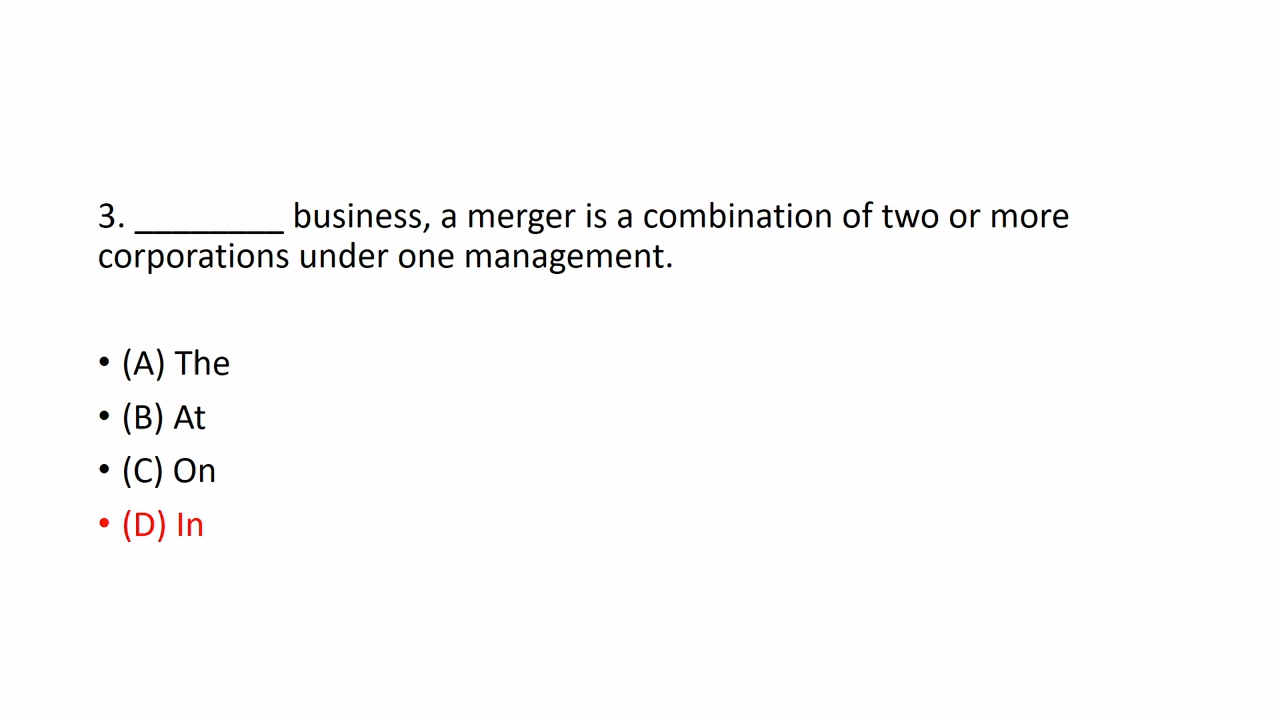 3. ________ business, a merger is a combination of two or more
corporations under one management.
• (A) The
• (B) At
• (C) On
• (D) In